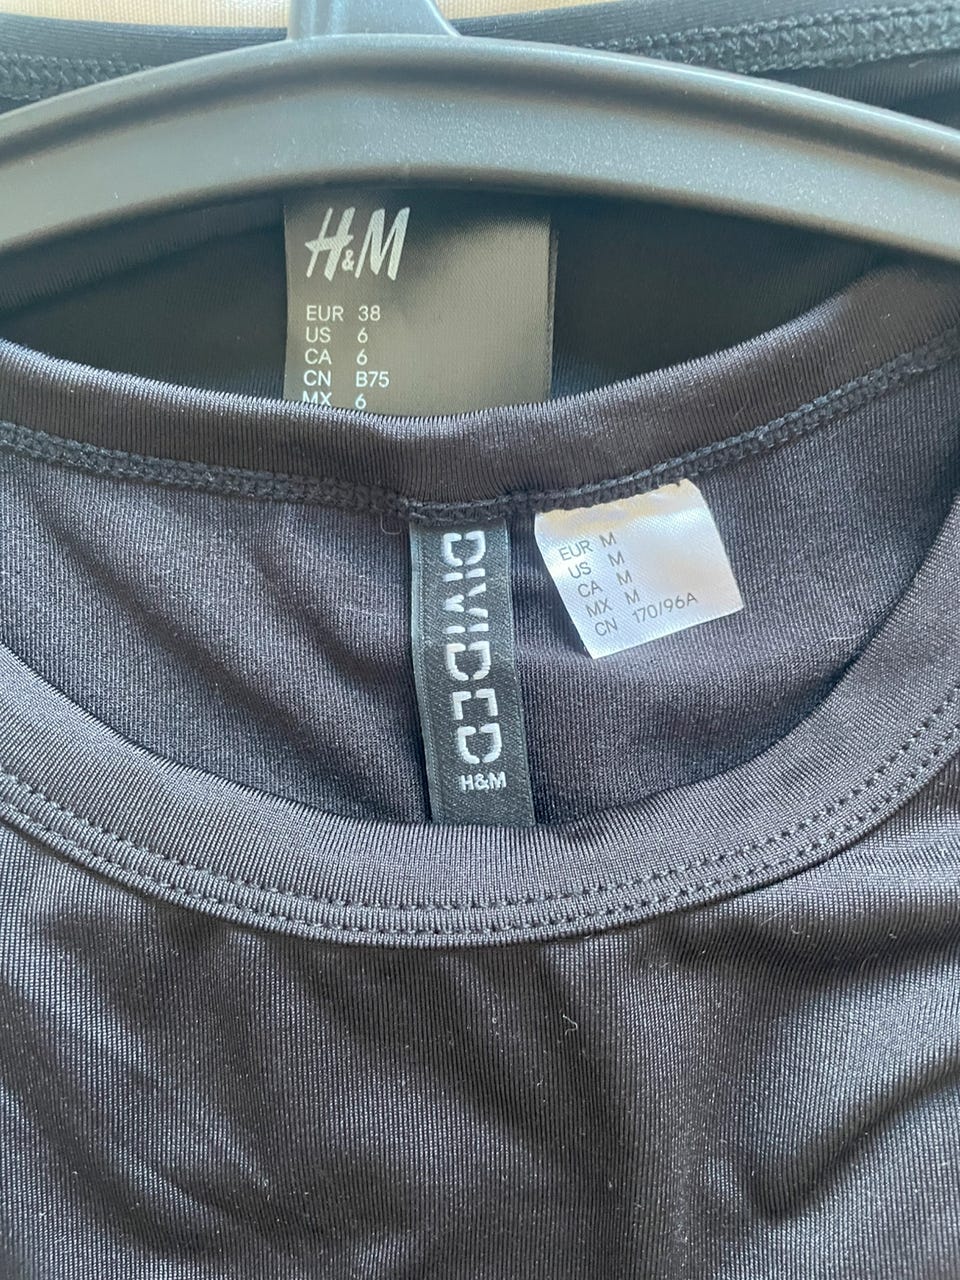 H&M
EUR 38
US 6
CA 6
CN B75
MX 6
DIVIDED
H&M
EUR M
US M
CA M
MX M
CN 170/96A